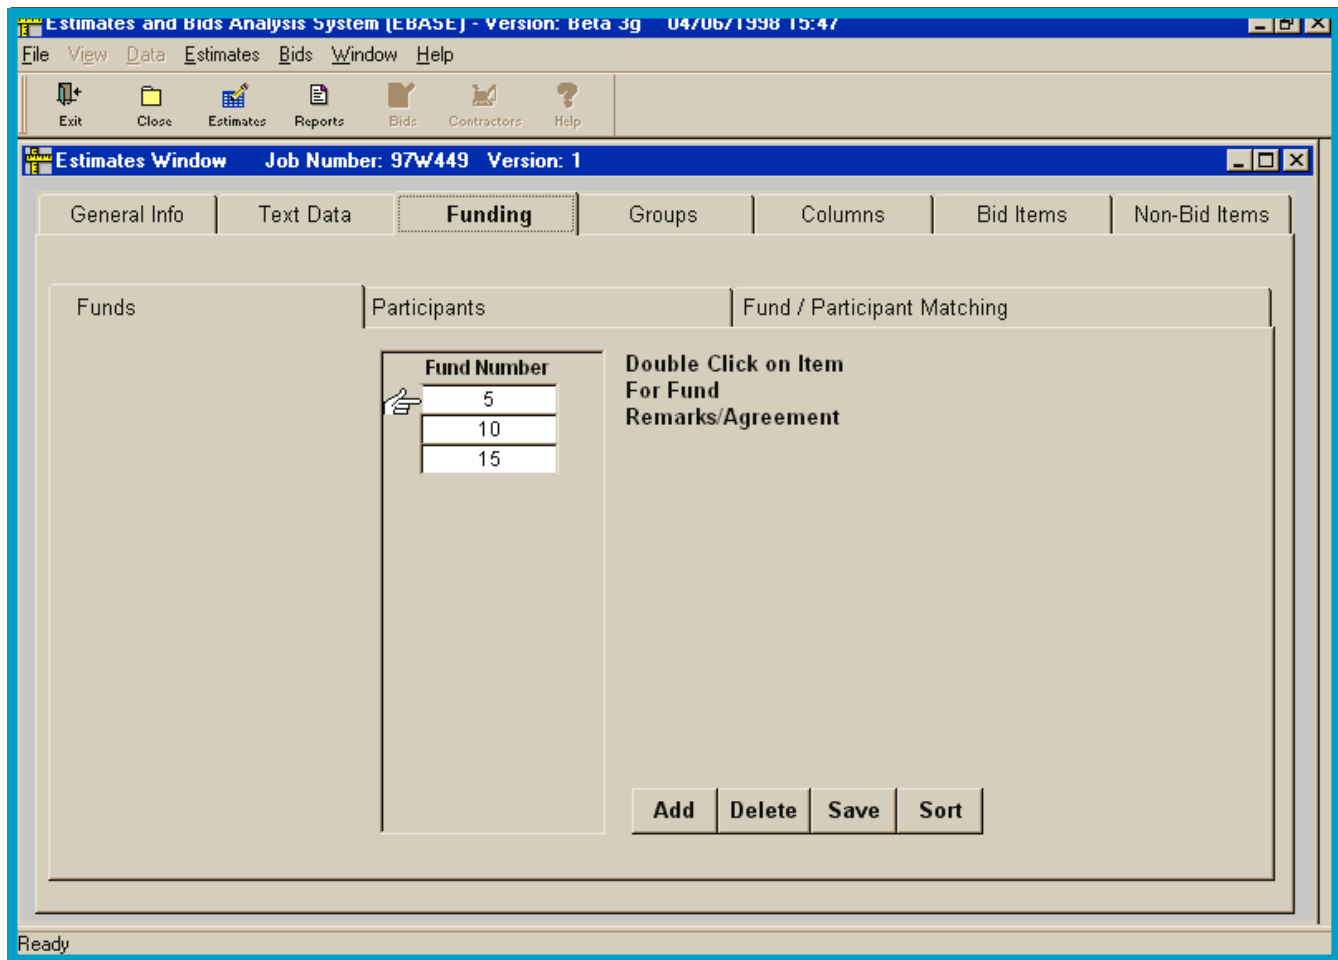 Estimates and Bids Analysis System (EBASE) - Version: Beta 3g 04/06/1998 15:47
File View Data Estimates Bids Window Help
Exit Close Estimates Reports Bids Contractors Help
Estimates Window Job Number: 97W449 Version: 1
General Info Text Data Funding Groups Columns Bid Items Non-Bid Items
Funds Participants Fund / Participant Matching
Fund Number
5
10
15
Double Click on Item
For Fund
Remarks/Agreement
Add Delete Save Sort
Ready